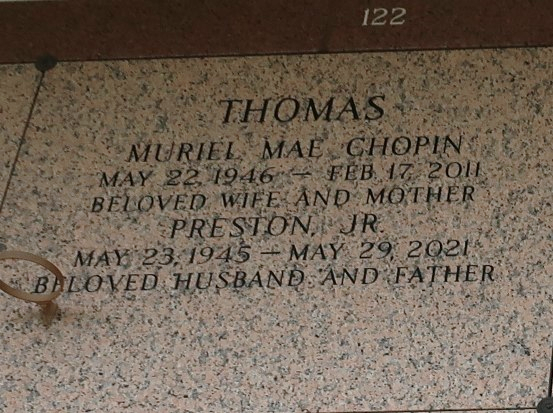 122
THOMAS
MURIEL MAE CHOPIN
MAY 22, 1946 – FEB. 17, 2011
BELOVED WIFE AND MOTHER
PRESTON, JR.
MAY 23, 1945 – MAY 29, 2021
BELOVED HUSBAND AND FATHER